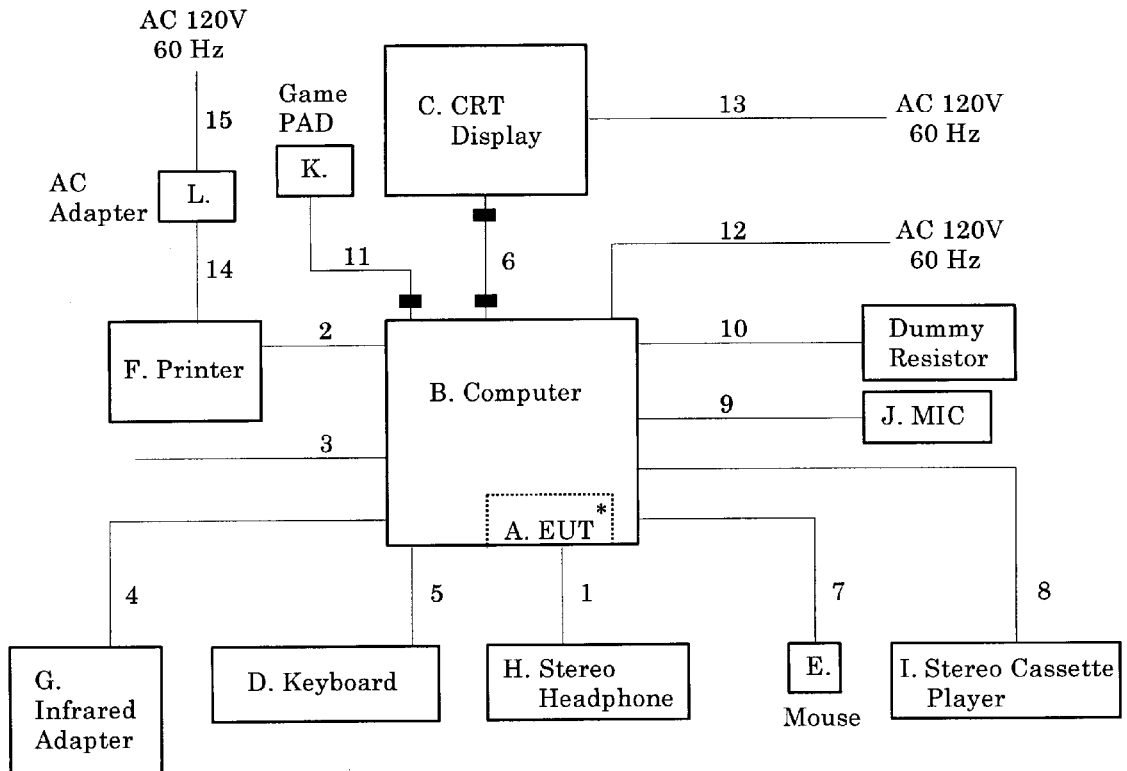 AC 120V
60 Hz
15
Game
PAD
K.
C. CRT
Display
13
AC 120V
60 Hz
AC
Adapter
L.
14
11
6
12
AC 120V
60 Hz
F. Printer
2
B. Computer
10
Dummy
Resistor
9
J. MIC
3
A. EUT *
4
5
1
7
8
G.
Infrared
Adapter
D. Keyboard
H. Stereo
Headphone
E.
Mouse
I. Stereo Cassette
Player